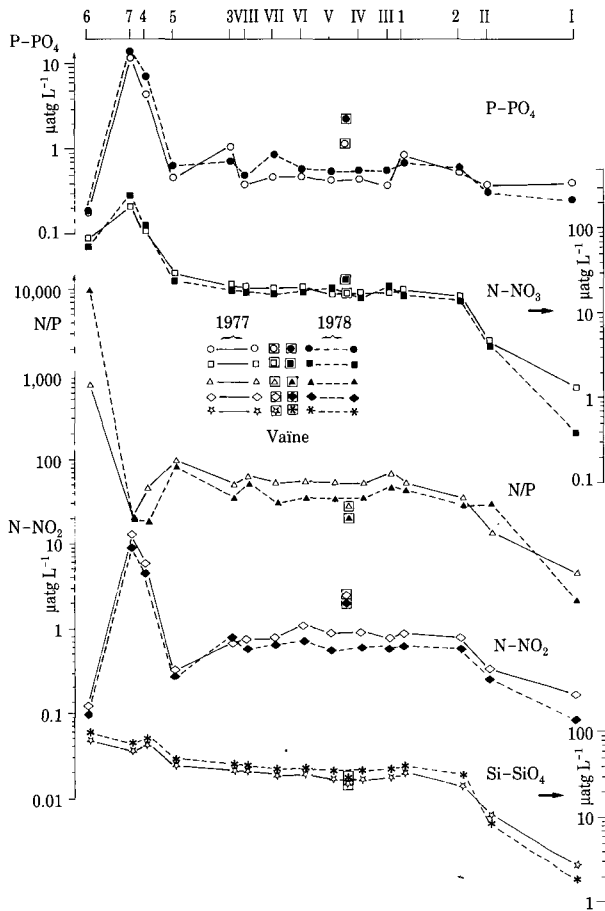 6 7 4 5 3 VIII VII VI V IV III 1 2 II I
P–PO₄
µatg L⁻¹
10
1
0.1
P–PO₄
100
10
1
0.1
µatg L⁻¹
N–NO₃
10,000
N/P
1,000
100
1977 1978
Vaïne
N/P
N–NO₂
µatg L⁻¹
10
1
0.1
0.01
N–NO₂
100
10
1
µatg L⁻¹
Si–SiO₄